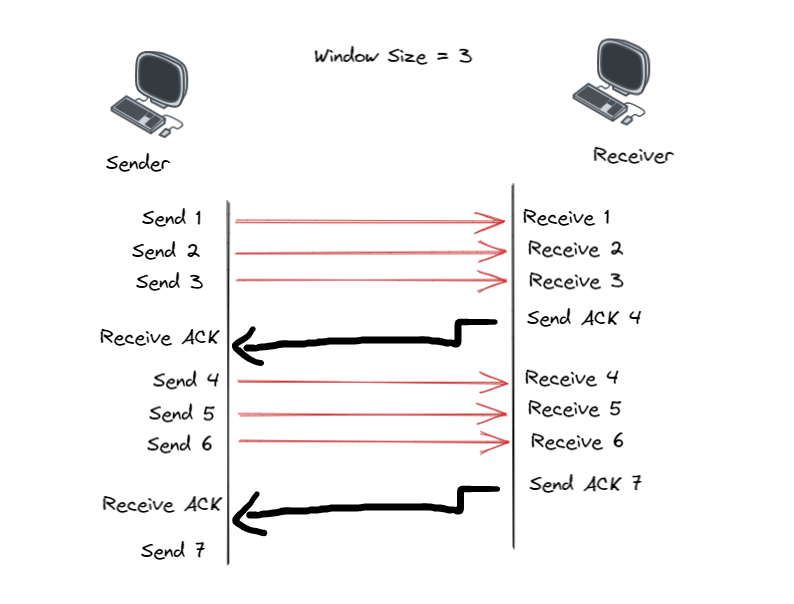 Window Size = 3
Sender
Receiver
Send 1
Receive 1
Send 2
Receive 2
Send 3
Receive 3
Send ACK 4
Receive ACK
Send 4
Receive 4
Send 5
Receive 5
Send 6
Receive 6
Send ACK 7
Receive ACK
Send 7